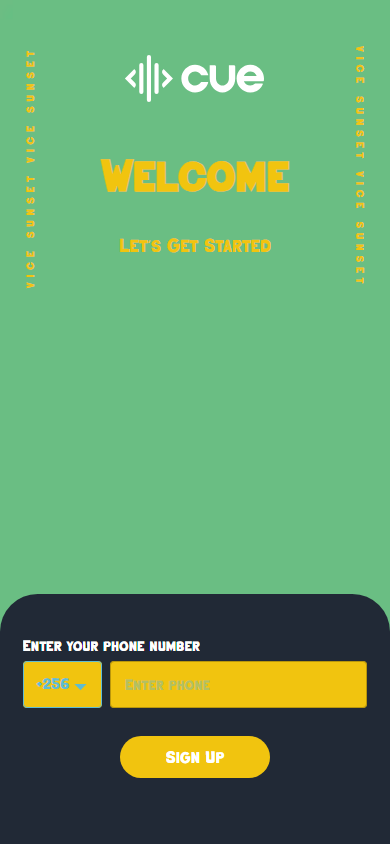 cue
VICE SUNSET VICE SUNSET
VICE SUNSET VICE SUNSET
WELCOME
LET'S GET STARTED
ENTER YOUR PHONE NUMBER
+256
ENTER PHONE
SIGN UP